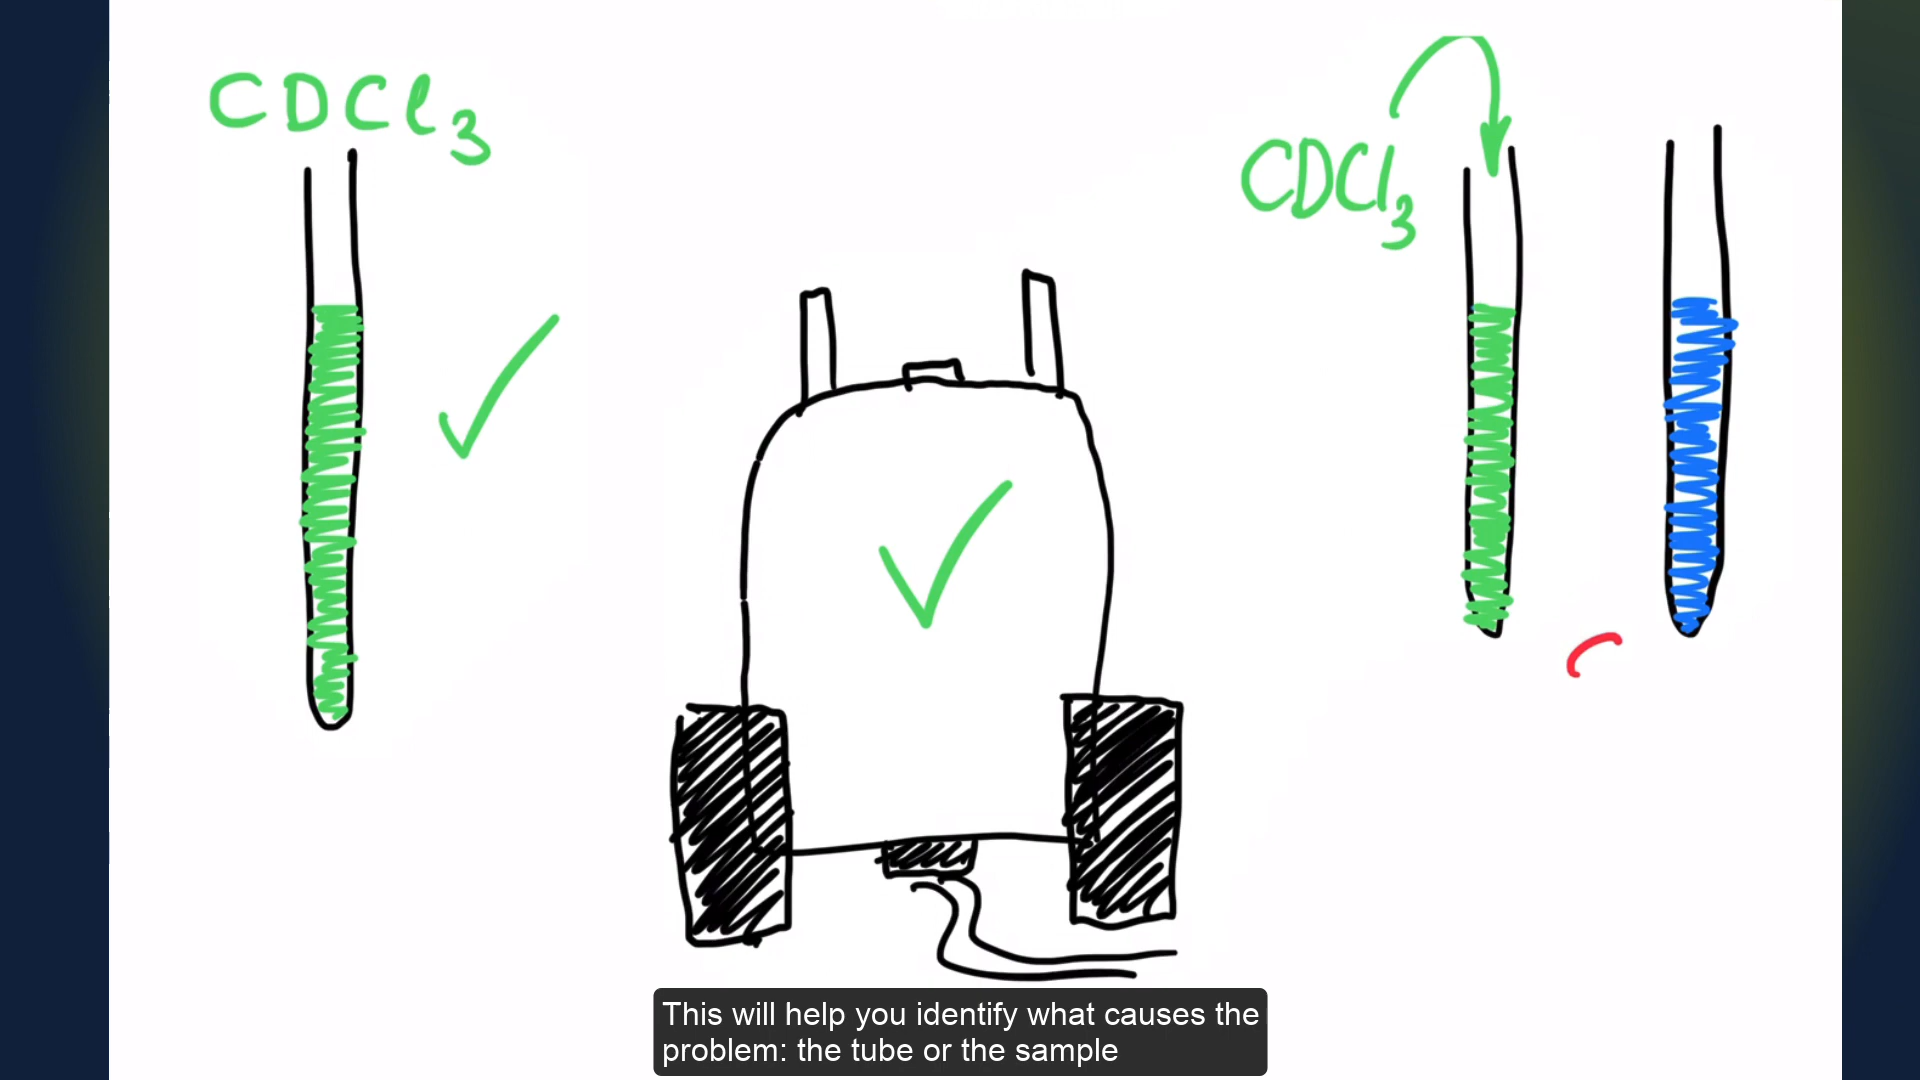 CDCl3
CDCl3
This will help you identify what causes the
problem: the tube or the sample